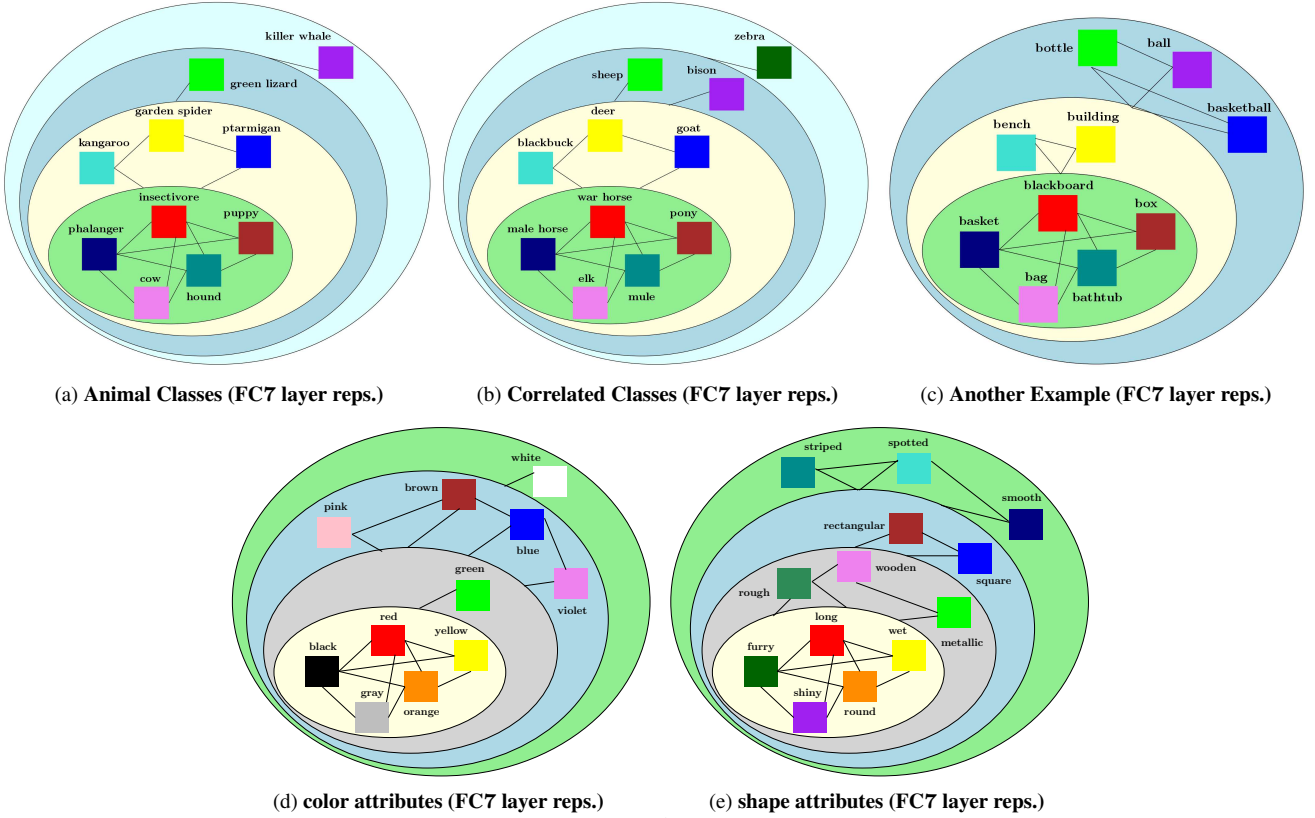 killer whale
green lizard
garden spider
ptarmigan
kangaroo
insectivore
puppy
phalanger
cow
hound
(a) Animal Classes (FC7 layer reps.)
zebra
sheep
bison
deer
goat
blackbuck
war horse
pony
male horse
elk
mule
(b) Correlated Classes (FC7 layer reps.)
bottle
ball
basketball
building
bench
blackboard
box
basket
bag
bathtub
(c) Another Example (FC7 layer reps.)
white
brown
pink
blue
green
violet
red
yellow
black
gray
orange
(d) color attributes (FC7 layer reps.)
striped
spotted
smooth
rectangular
square
wooden
rough
metallic
long
wet
furry
shiny
round
(e) shape attributes (FC7 layer reps.)